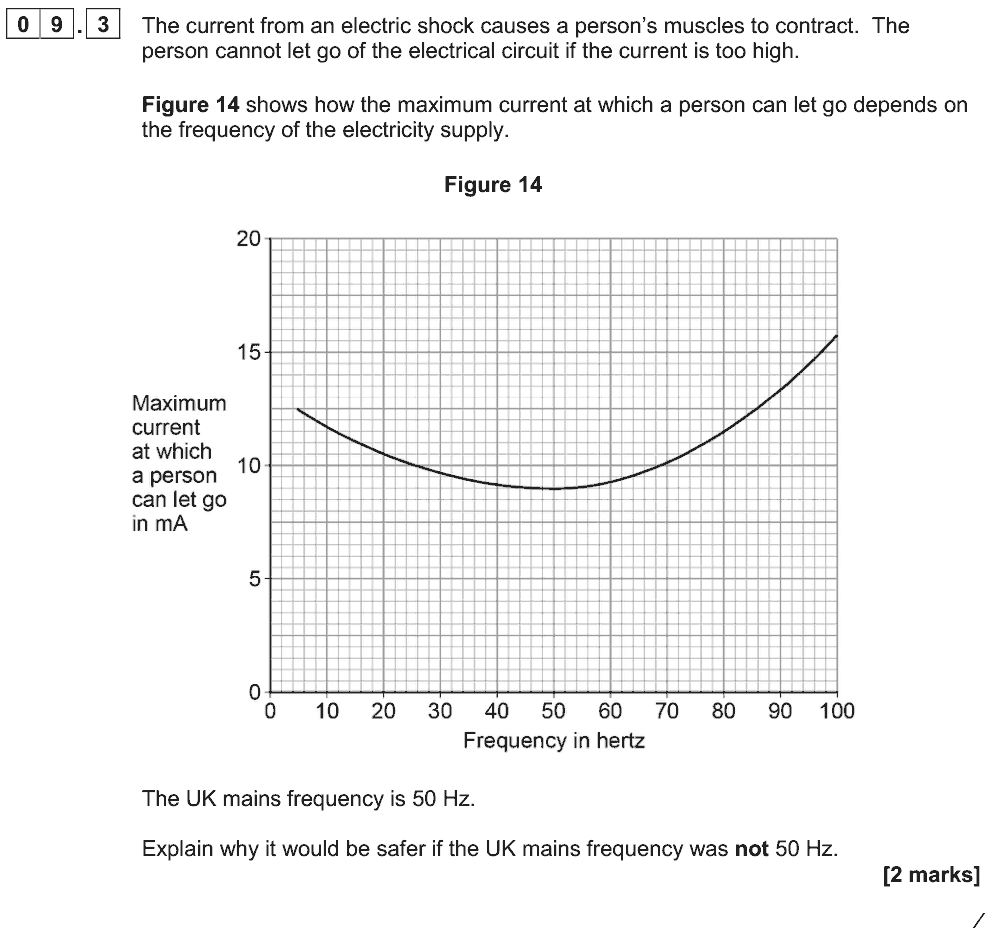 0 9 . 3 The current from an electric shock causes a person's muscles to contract. The
person cannot let go of the electrical circuit if the current is too high.
Figure 14 shows how the maximum current at which a person can let go depends on
the frequency of the electricity supply.
Figure 14
20
15
Maximum
current
at which
a person
can let go
in mA
10
5
0
0 10 20 30 40 50 60 70 80 90 100
Frequency in hertz
The UK mains frequency is 50 Hz.
Explain why it would be safer if the UK mains frequency was not 50 Hz.
[2 marks]